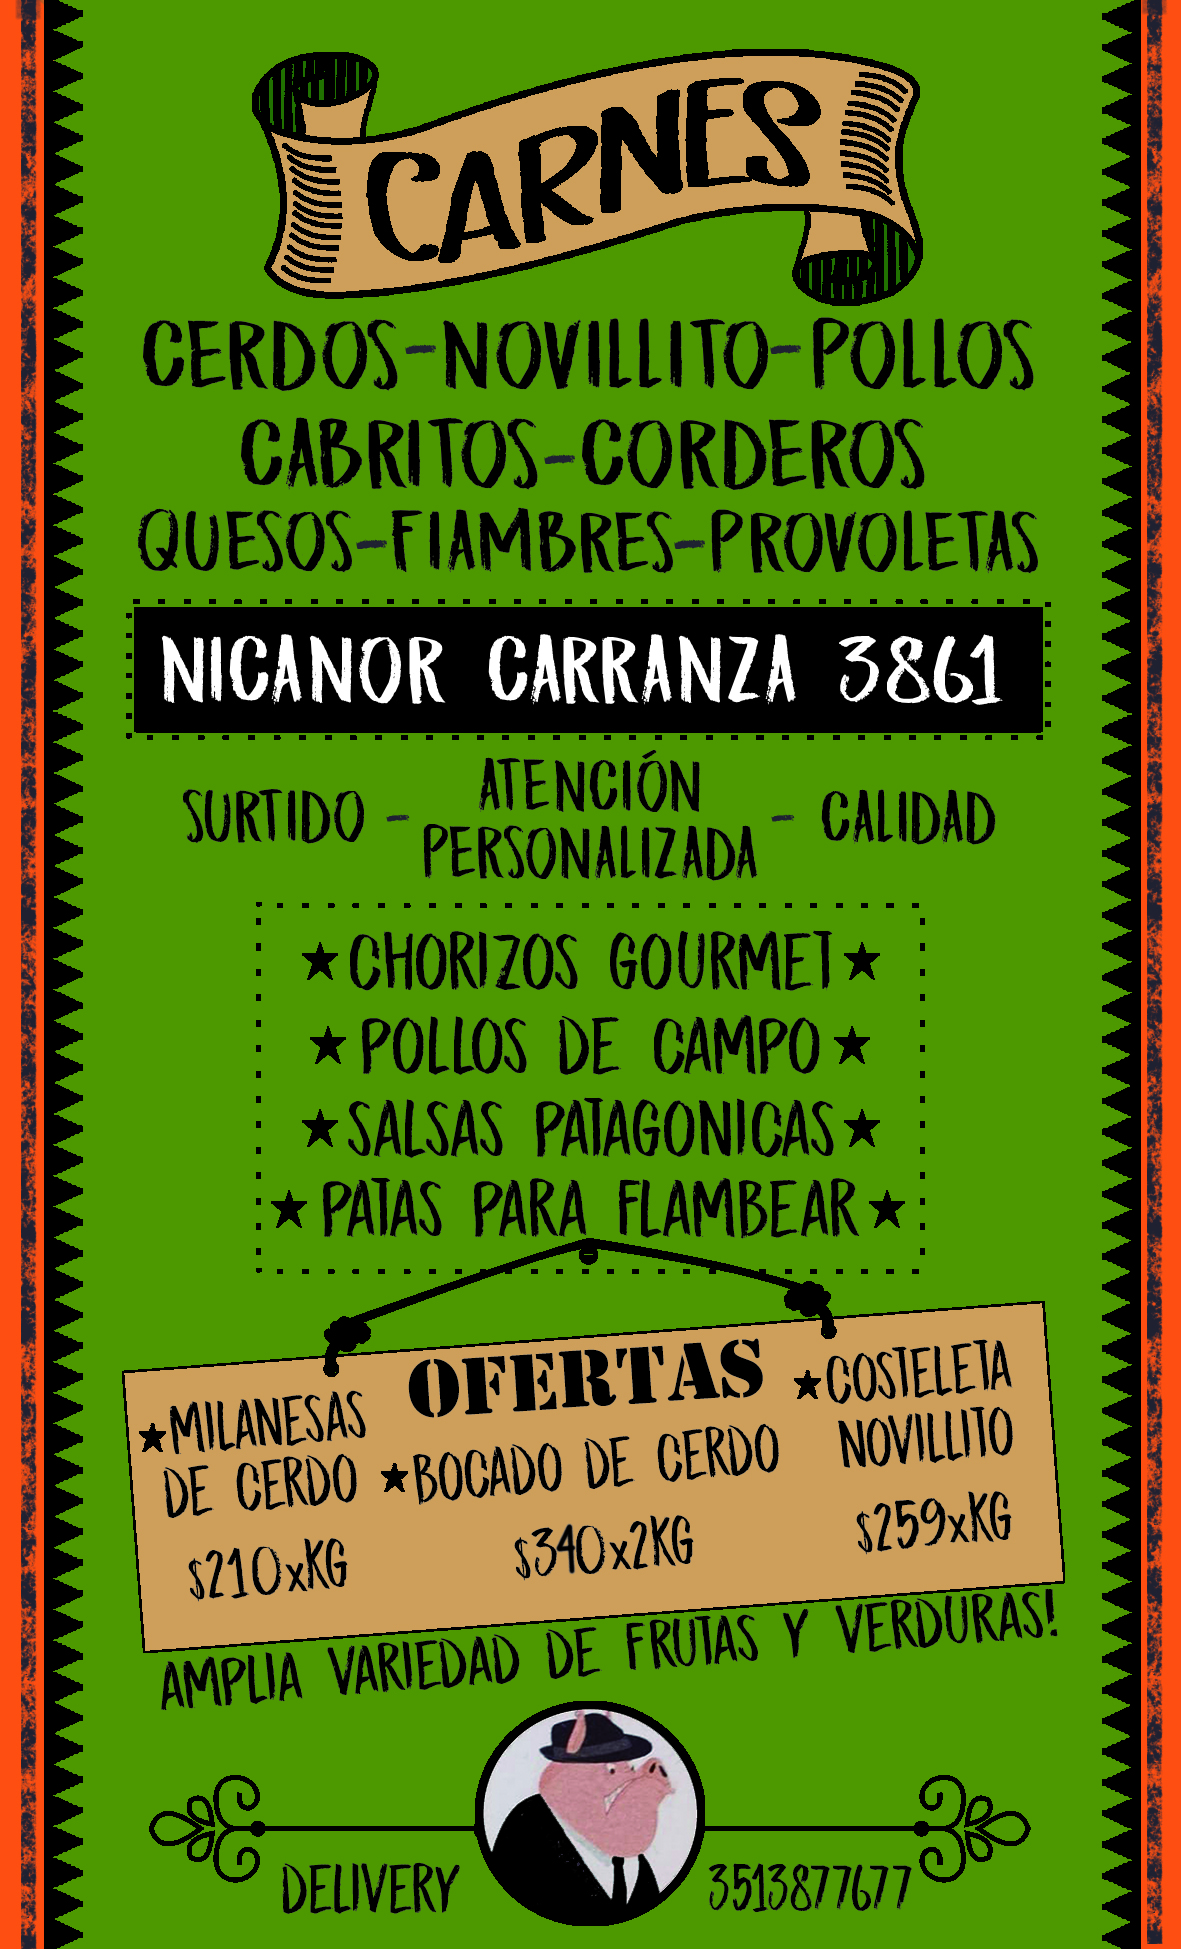 CARNES
CERDOS-NOVILLITO-POLLOS
CABRITOS-CORDEROS
QUESOS-FIAMBRES-PROVOLETAS
NICANOR CARRANZA 3861
SURTIDO - ATENCIÓN PERSONALIZADA - CALIDAD
★CHORIZOS GOURMET★
★POLLOS DE CAMPO★
★SALSAS PATAGONICAS★
★PATAS PARA FLAMBEAR★
OFERTAS
★MILANESAS
DE CERDO
$210xKG
★BOCADO DE CERDO
$340x2KG
★COSTELETA
NOVILLITO
$259xKG
AMPLIA VARIEDAD DE FRUTAS Y VERDURAS!
DELIVERY 3513877677